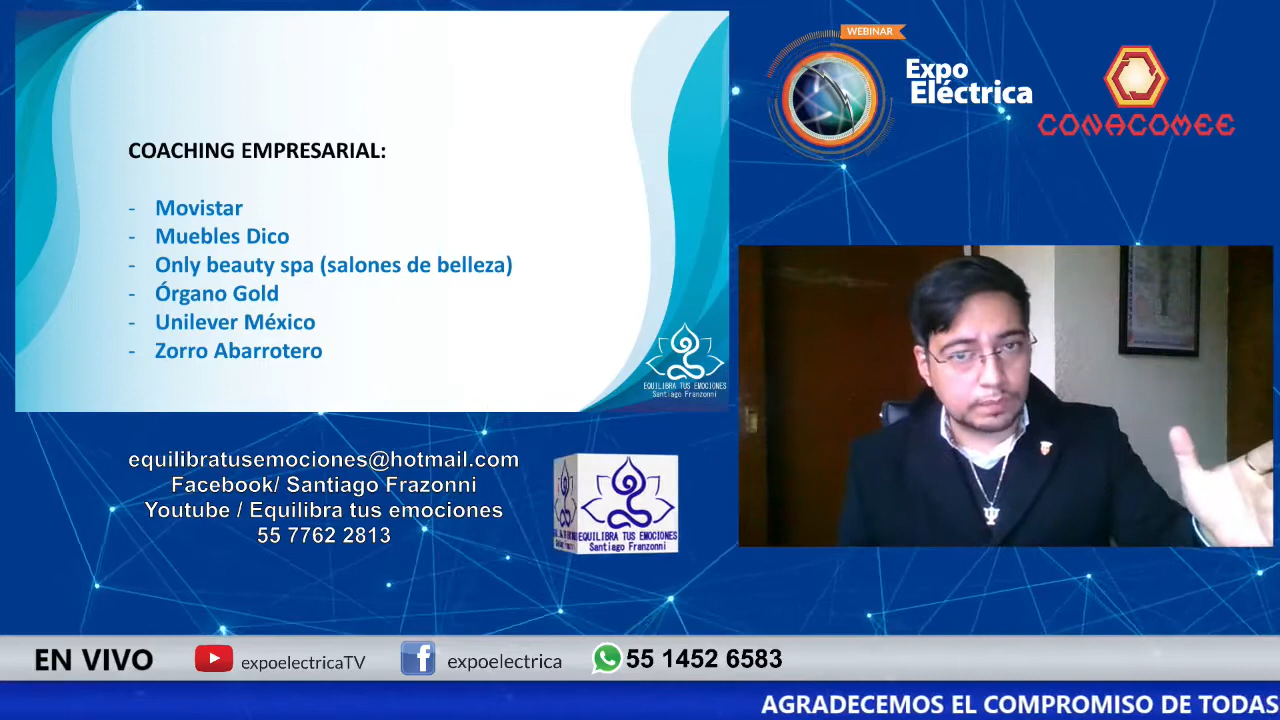 COACHING EMPRESARIAL:
- Movistar
- Muebles Dico
- Only beauty spa (salones de belleza)
- Órgano Gold
- Unilever México
- Zorro Abarrotero
EQUILIBRA TUS EMOCIONES
Santiago Franzonni
WEBINAR
Expo
Eléctrica
CONACOMEE
equilibratusemociones@hotmail.com
Facebook/ Santiago Frazonni
Youtube / Equilibra tus emociones
55 7762 2813
EQUILIBRA TUS EMOCIONES
Santiago Franzonni
EN VIVO
expoelectricaTV
expoelectrica
55 1452 6583
AGRADECEMOS EL COMPROMISO DE TODAS